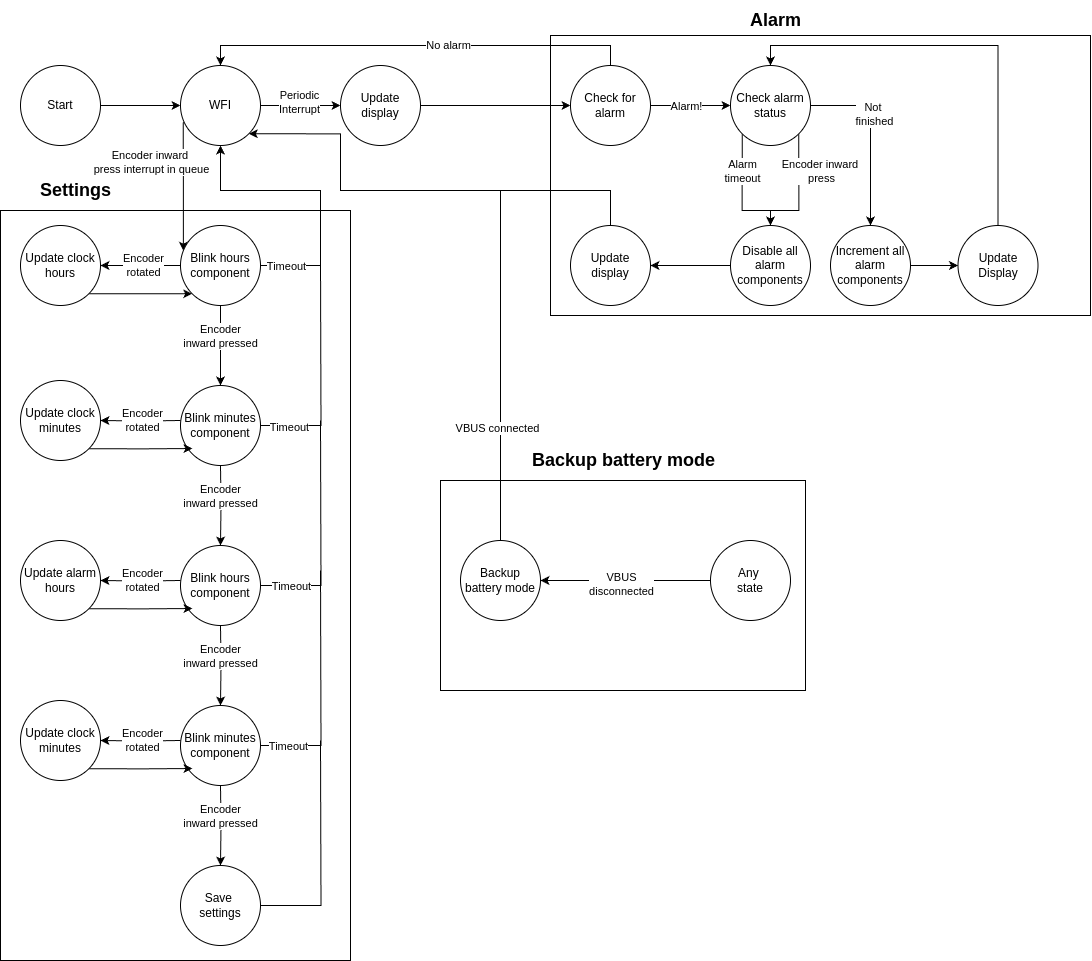 Alarm
No alarm
Start
WFI
Periodic
Interrupt
Update
display
Check for
alarm
Alarm!
Check alarm
status
Not
finished
Encoder inward
press interrupt in queue
Alarm
timeout
Encoder inward
press
Settings
Update clock
hours
Encoder
rotated
Blink hours
component
Timeout
Update
display
Disable all
alarm
components
Increment all
alarm
components
Update
Display
Encoder
inward pressed
Update clock
minutes
Encoder
rotated
Blink minutes
component
Timeout
VBUS connected
Backup battery mode
Encoder
inward pressed
Update alarm
hours
Encoder
rotated
Blink hours
component
Timeout
Backup
battery mode
VBUS
disconnected
Any
state
Encoder
inward pressed
Update clock
minutes
Encoder
rotated
Blink minutes
component
Timeout
Encoder
inward pressed
Save
settings